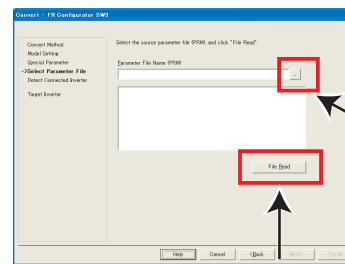 Convert - FR Configurator SW3
Convert Method
Model Setting
Special Parameter
->Select Parameter File
Detect Connected Inverter
Target Inverter
Select the source parameter file (PRM), and click "File Read".
Parameter File Name (PRM)
...
File Read
Help
Cancel
<Back
Next>
Finish